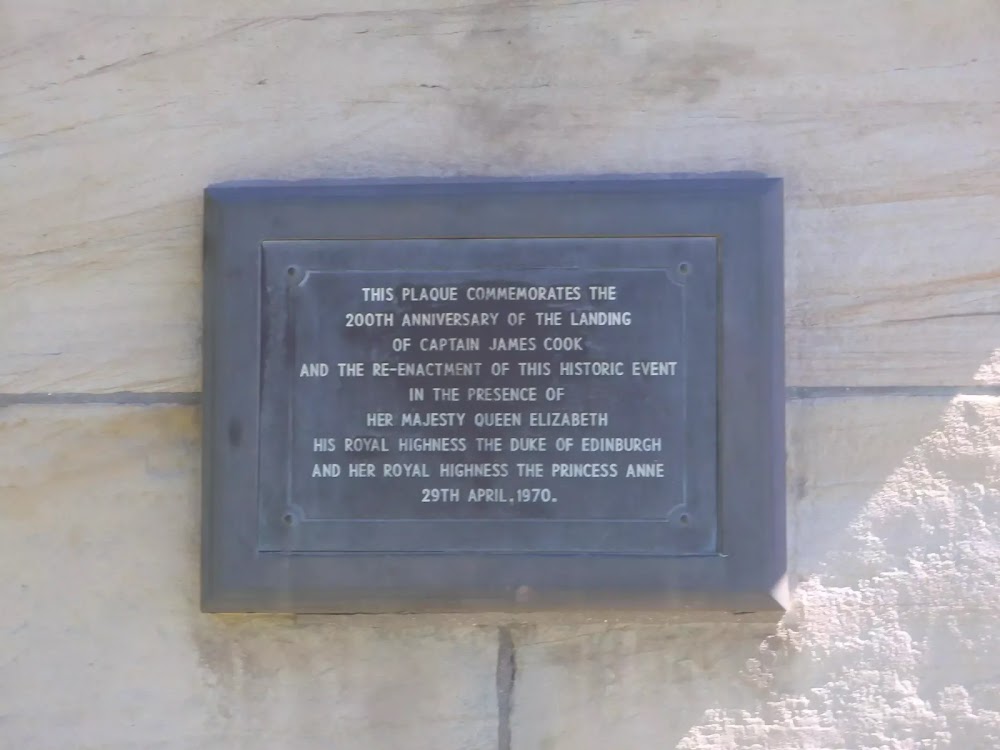 THIS PLAQUE COMMEMORATES THE
200TH ANNIVERSARY OF THE LANDING
OF CAPTAIN JAMES COOK
AND THE RE-ENACTMENT OF THIS HISTORIC EVENT
IN THE PRESENCE OF
HER MAJESTY QUEEN ELIZABETH
HIS ROYAL HIGHNESS THE DUKE OF EDINBURGH
AND HER ROYAL HIGHNESS THE PRINCESS ANNE
29TH APRIL.1970.